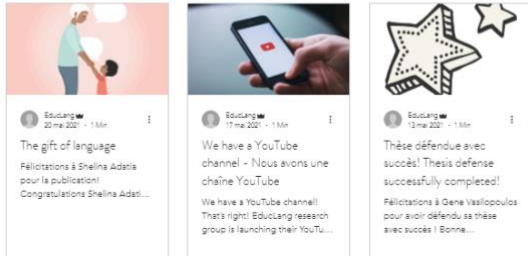 EducLang
20 mai 2021 · 1 Min
The gift of language
Félicitations à Shelina Adatia
pour la publication!
Congratulations Shelina Adati...
EducLang
17 mai 2021 · 1 Min
We have a YouTube
channel - Nous avons une
chaîne YouTube
We have a YouTube channel!
That's right! EducLang research
group is launching their YouTu...
EducLang
13 mai 2021 · 1 Min
Thèse défendue avec
succès! Thesis defense
successfully completed!
Félicitations à Gene Vasilopoulos
pour avoir défendu sa thèse
avec succès ! Bonne...